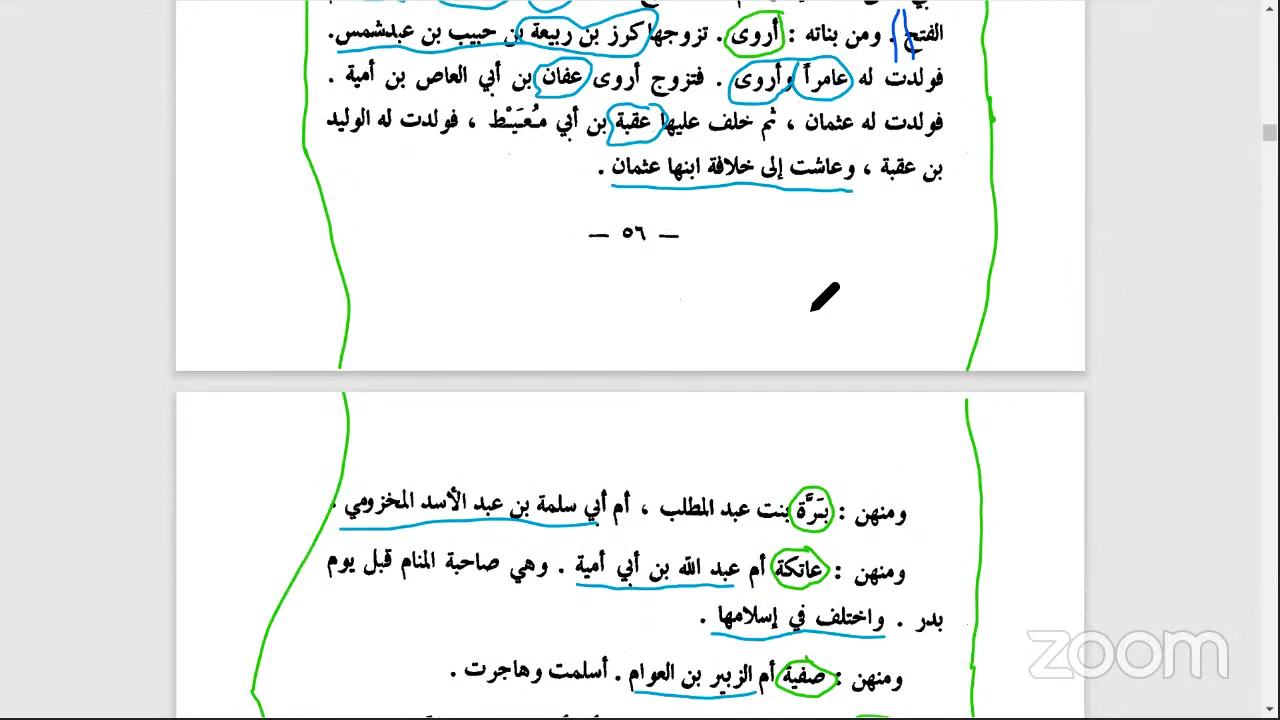 الفتح . ومن بناته : أروى . تزوجها كرز بن ربيعة بن حبيب بن عبدشمس .
فولدت له عامراً وأروى . فتزوج أروى عفان بن أبي العاص بن أمية .
فولدت له عثمان ، ثم خلف عليها عقبة بن أبي مُعَيْط ، فولدت له الوليد
بن عقبة ، وعاشت إلى خلافة ابنها عثمان .
— ٥٦ —
ومنهن : بَرَّة بنت عبد المطلب ، أم أبي سلمة بن عبد الأسد المخزومي .
ومنهن : عاتكة أم عبد الله بن أبي أمية . وهي صاحبة المنام قبل يوم
بدر . واختلف في إسلامها .
ومنهن : صفية أم الزبير بن العوام . أسلمت وهاجرت .
zoom